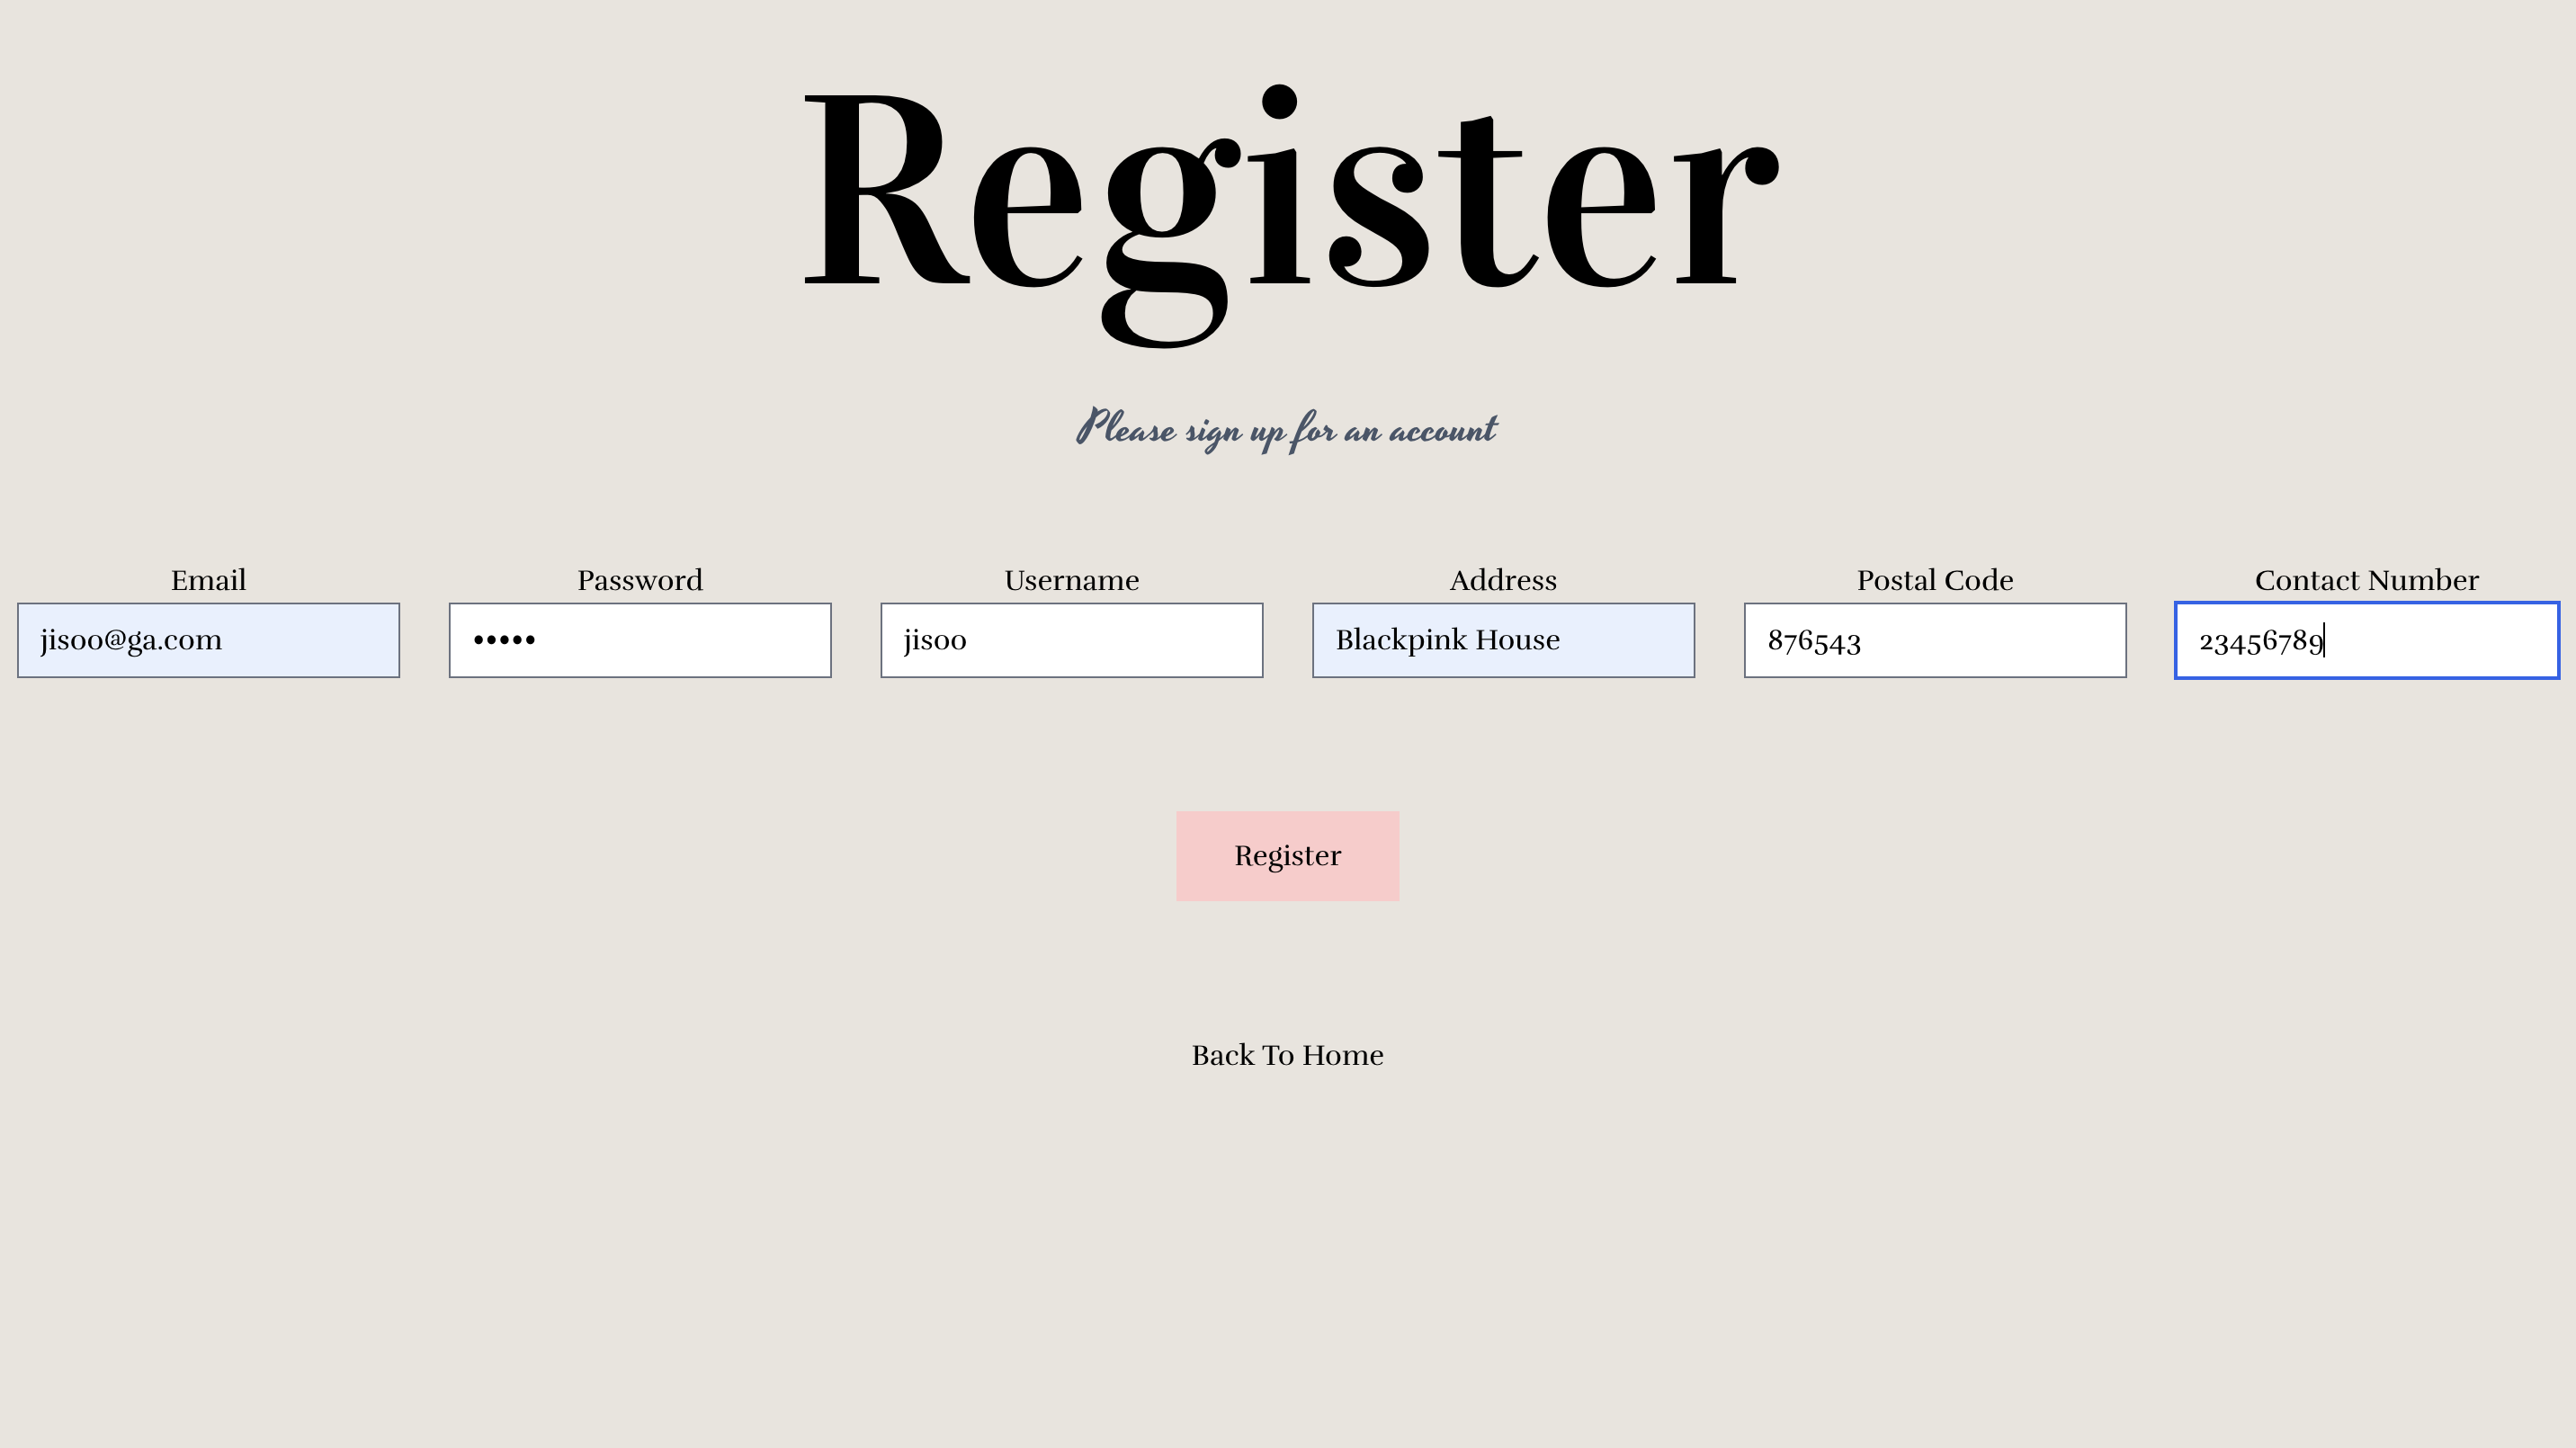 Register
Please sign up for an account
Email Password Username Address Postal Code Contact Number
jisoo@ga.com ••••• jisoo Blackpink House 876543 23456789
Register
Back To Home